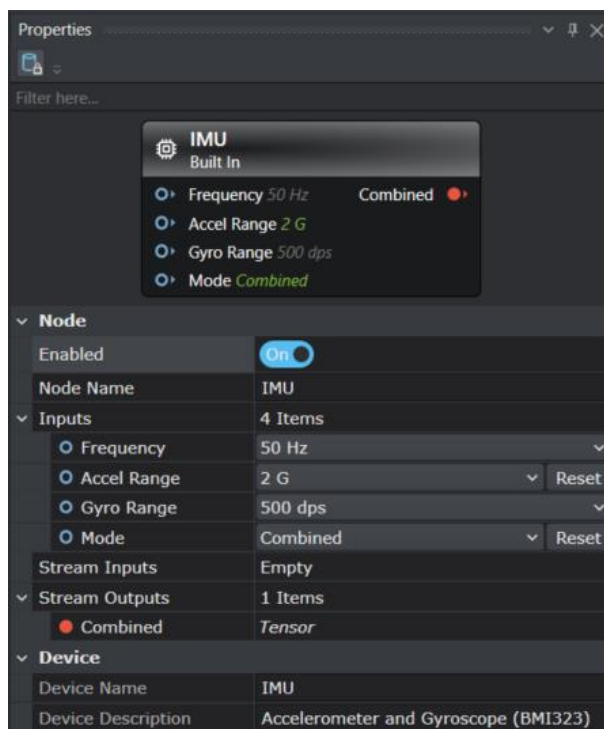 Properties
Filter here...
IMU
Built In
Frequency 50 Hz Combined
Accel Range 2 G
Gyro Range 500 dps
Mode Combined
Node
Enabled On
Node Name IMU
Inputs 4 Items
Frequency 50 Hz
Accel Range 2 G Reset
Gyro Range 500 dps
Mode Combined Reset
Stream Inputs Empty
Stream Outputs 1 Items
Combined Tensor
Device
Device Name IMU
Device Description Accelerometer and Gyroscope (BMI323)